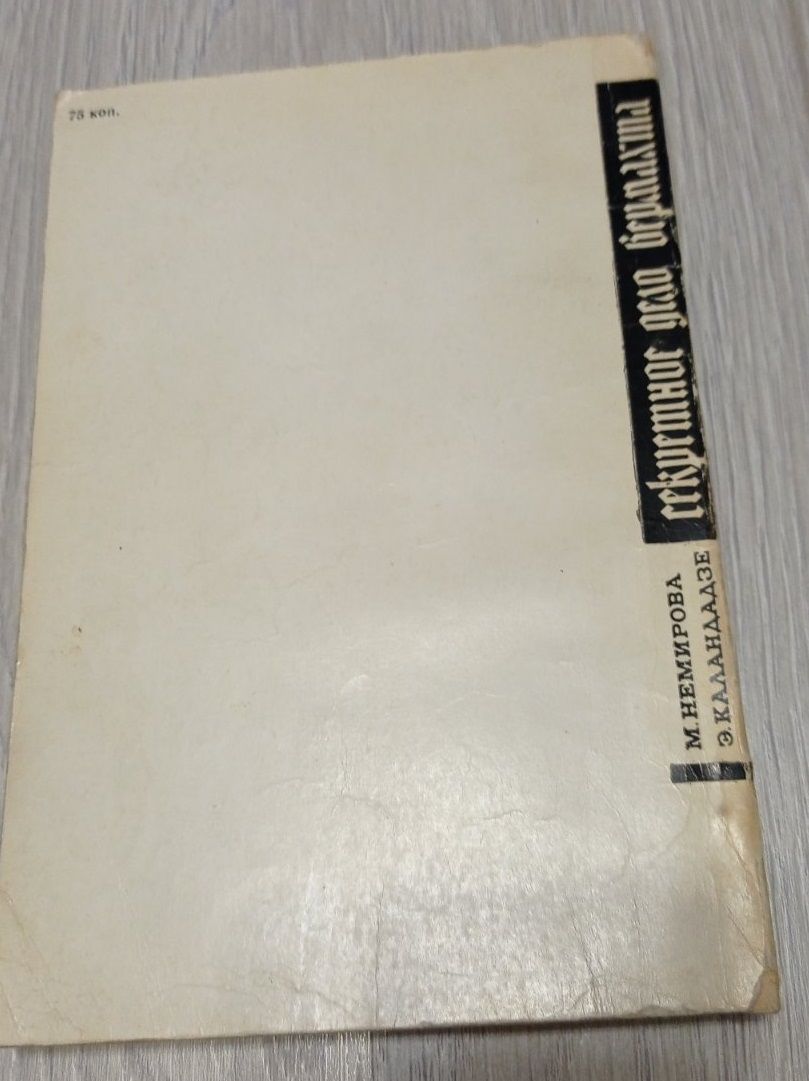 75 коп.
М. НЕМИРОВА
Э. КАЛАНДАДЗЕ
секретное дело вермахта